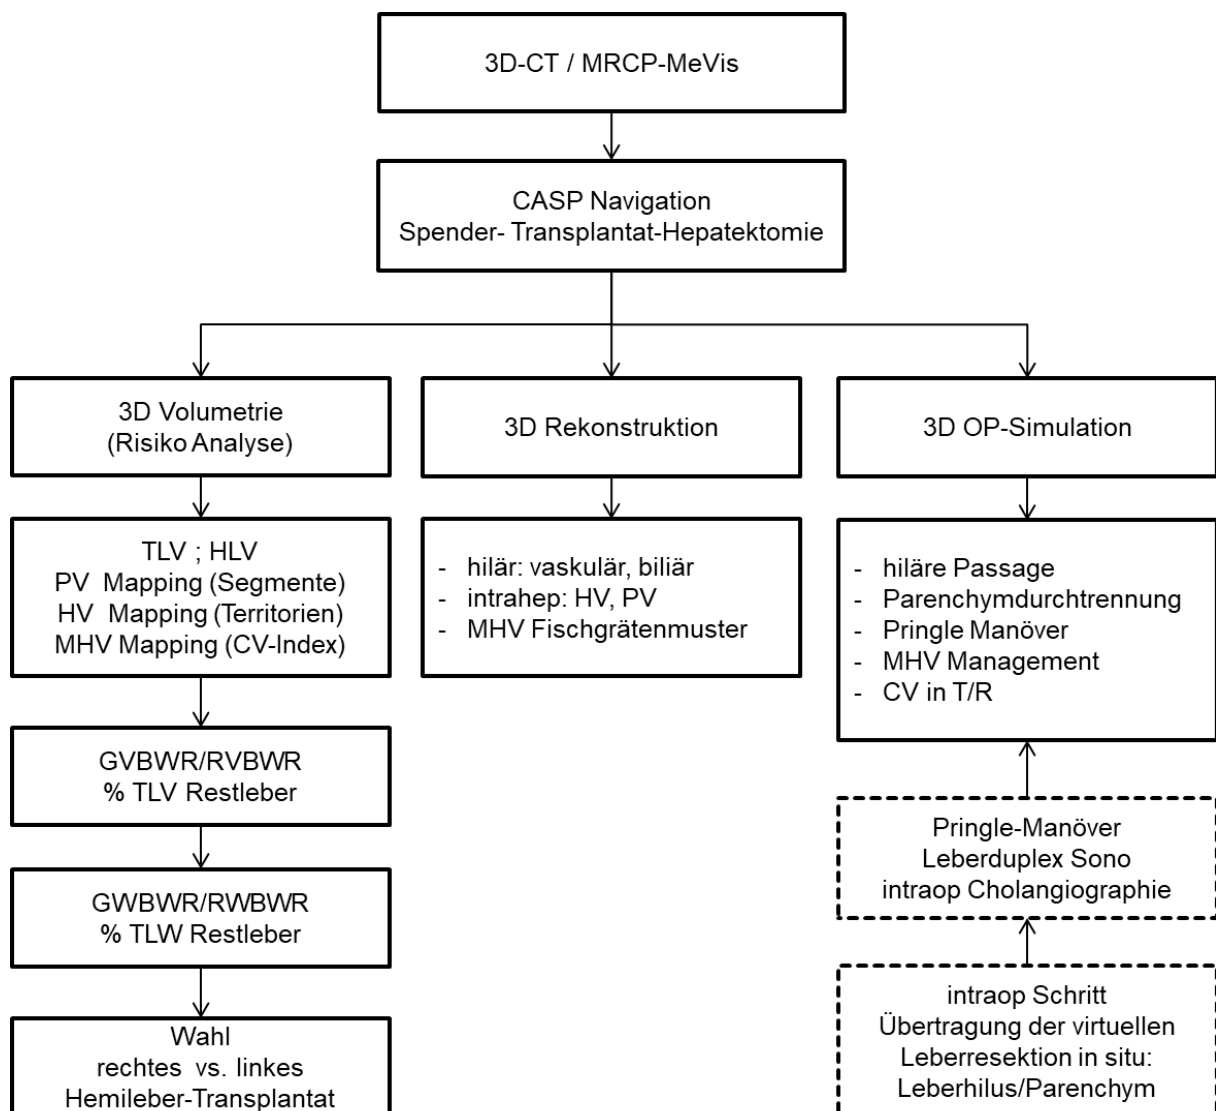 3D-CT / MRCP-MeVis
CASP Navigation
Spender- Transplantat-Hepatektomie
3D Volumetrie
(Risiko Analyse)
3D Rekonstruktion
3D OP-Simulation
TLV ; HLV
PV Mapping (Segmente)
HV Mapping (Territorien)
MHV Mapping (CV-Index)
- hilär: vaskulär, biliär
- intrahep: HV, PV
- MHV Fischgrätenmuster
- hiläre Passage
- Parenchymdurchtrennung
- Pringle Manöver
- MHV Management
- CV in T/R
GVBWR/RVBWR
% TLV Restleber
GWBWR/RWBWR
% TLW Restleber
Wahl
rechtes vs. linkes
Hemileber-Transplantat
Pringle-Manöver
Leberduplex Sono
intraop Cholangiographie
intraop Schritt
Übertragung der virtuellen
Leberresektion in situ:
Leberhilus/Parenchym